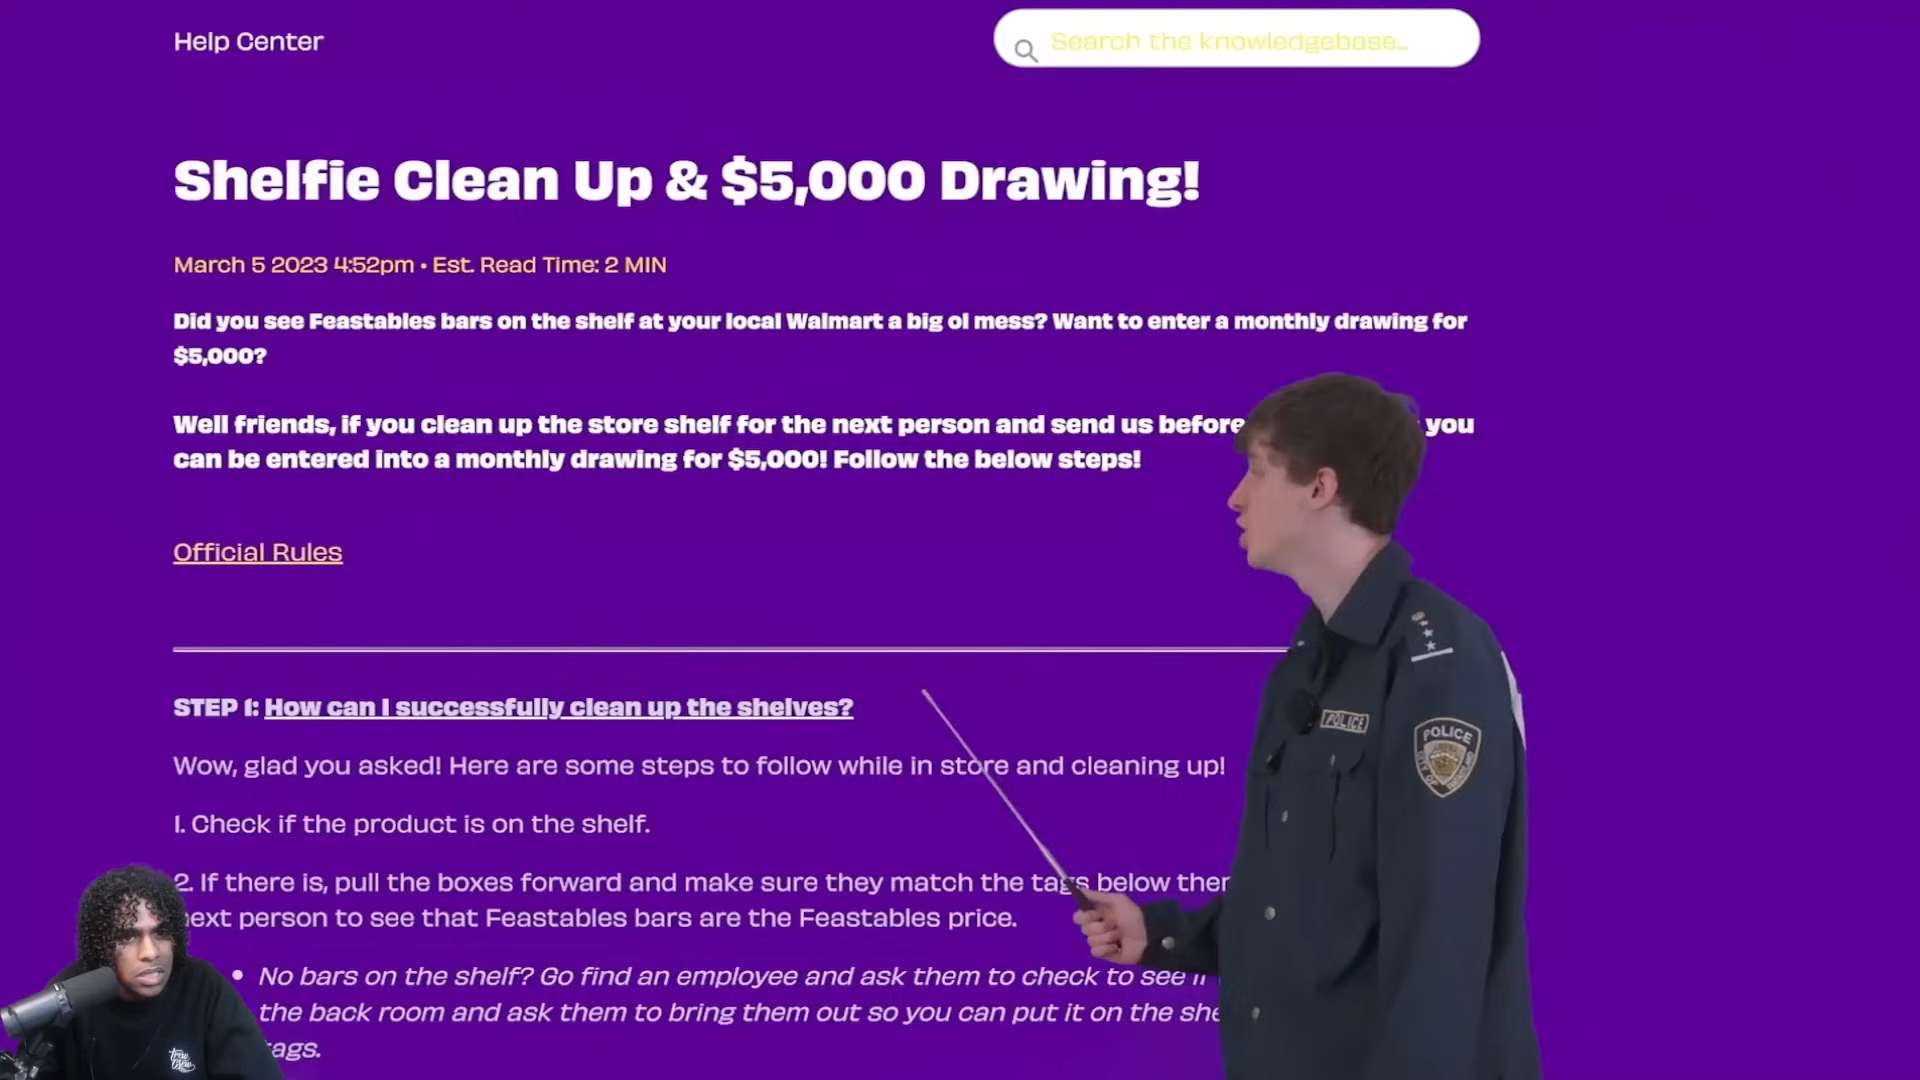 Help Center
Search the knowledgebase...
Shelfie Clean Up & $5,000 Drawing!
March 5 2023 4:52pm • Est. Read Time: 2 MIN
Did you see Feastables bars on the shelf at your local Walmart a big ol mess? Want to enter a monthly drawing for
$5,000?
Well friends, if you clean up the store shelf for the next person and send us before you
can be entered into a monthly drawing for $5,000! Follow the below steps!
Official Rules
STEP 1: How can I successfully clean up the shelves?
Wow, glad you asked! Here are some steps to follow while in store and cleaning up!
1. Check if the product is on the shelf.
2. If there is, pull the boxes forward and make sure they match the tags below
next person to see that Feastables bars are the Feastables price.
• No bars on the shelf? Go find an employee and ask them to check to see
the back room and ask them to bring them out so you can put it on the
tags.
POLICE
POLICE
CITY OF
Trew
Crew